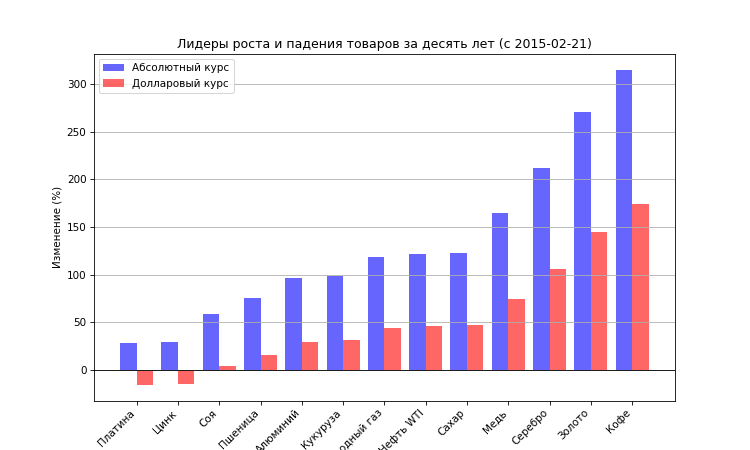 Лидеры роста и падения товаров за десять лет (с 2015-02-21)
Абсолютный курс
Долларовый курс
Изменение (%)
300
250
200
150
100
50
0
Платина
Цинк
Соя
Пшеница
Алюминий
Кукуруза
газ
Нефть WTI
Сахар
Медь
Серебро
Золото
Кофе